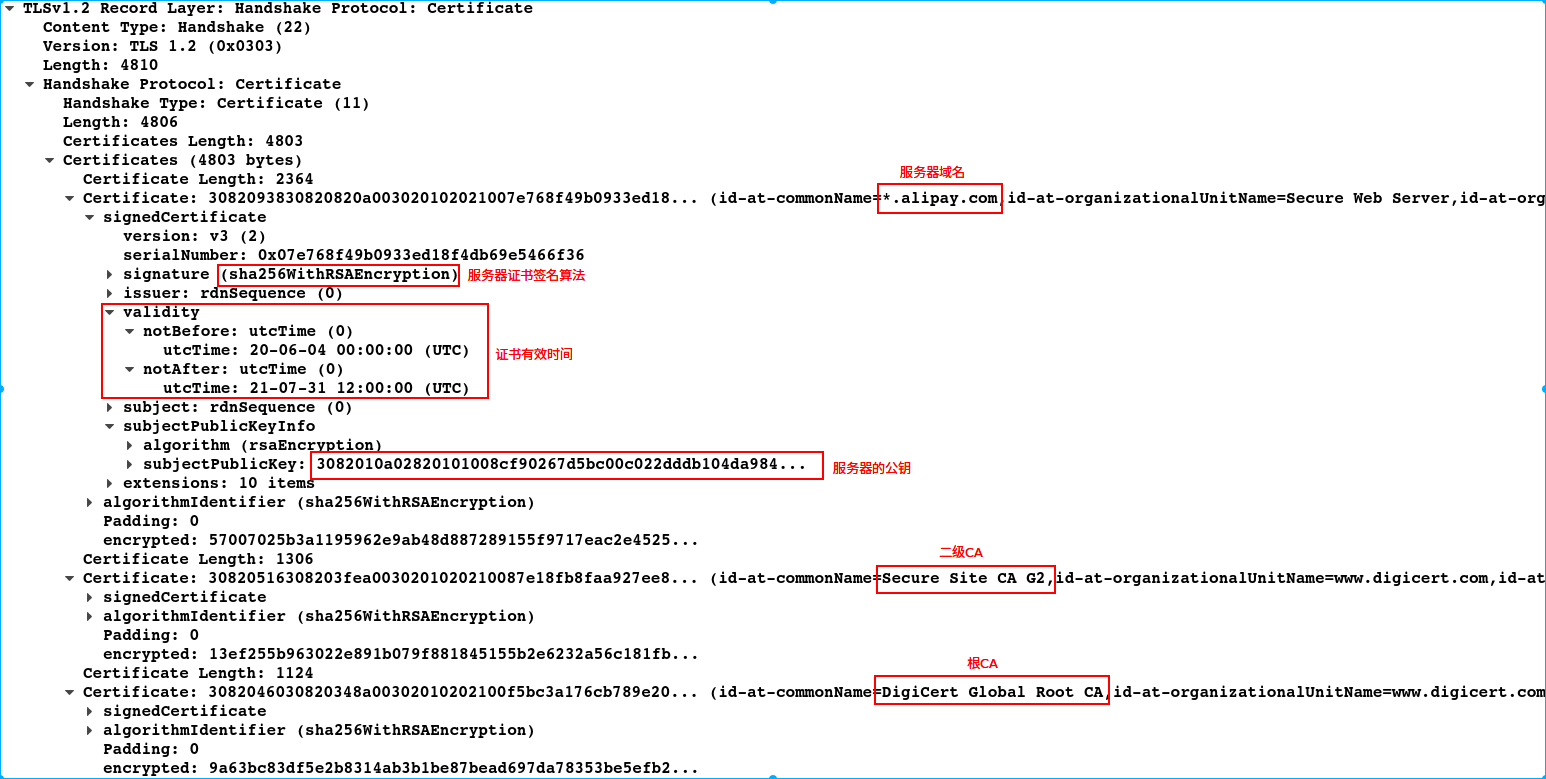 TLSv1.2 Record Layer: Handshake Protocol: Certificate
Content Type: Handshake (22)
Version: TLS 1.2 (0x0303)
Length: 4810
Handshake Protocol: Certificate
Handshake Type: Certificate (11)
Length: 4806
Certificates Length: 4803
Certificates (4803 bytes)
服务器域名
Certificate Length: 2364
Certificate: 30820938308208​20a003020102021007e768f49b0933ed18... (id-at-commonName=*.alipay.com,id-at-organizationalUnitName=Secure Web Server,id-at-org
signedCertificate
version: v3 (2)
serialNumber: 0x07e768f49b0933ed18f4db69e5466f36
signature (sha256WithRSAEncryption) 服务器证书签名算法
issuer: rdnSequence (0)
validity
notBefore: utcTime (0)
utcTime: 20-06-04 00:00:00 (UTC) 证书有效时间
notAfter: utcTime (0)
utcTime: 21-07-31 12:00:00 (UTC)
subject: rdnSequence (0)
subjectPublicKeyInfo
algorithm (rsaEncryption)
subjectPublicKey: 3082010a02820101008cf90267d5bc00c022dddb104da984... 服务器的公钥
extensions: 10 items
algorithmIdentifier (sha256WithRSAEncryption)
Padding: 0
encrypted: 57007025b3a1195962e9ab48d887289155f9717eac2e4525...
二级CA
Certificate Length: 1306
Certificate: 30820516308203fea0030201020210087e18fb8faa927ee8... (id-at-commonName=Secure Site CA G2,id-at-organizationalUnitName=www.digicert.com,id-at
signedCertificate
algorithmIdentifier (sha256WithRSAEncryption)
Padding: 0
encrypted: 13ef255b963022e891b079f881845155b2e6232a56c181fb...
根CA
Certificate Length: 1124
Certificate: 3082046030820348a00302010202100f5bc3a176cb789e20... (id-at-commonName=DigiCert Global Root CA,id-at-organizationalUnitName=www.digicert.com
signedCertificate
algorithmIdentifier (sha256WithRSAEncryption)
Padding: 0
encrypted: 9a63bc83df5e2b8314ab3b1be87bead697da78353be5efb2...